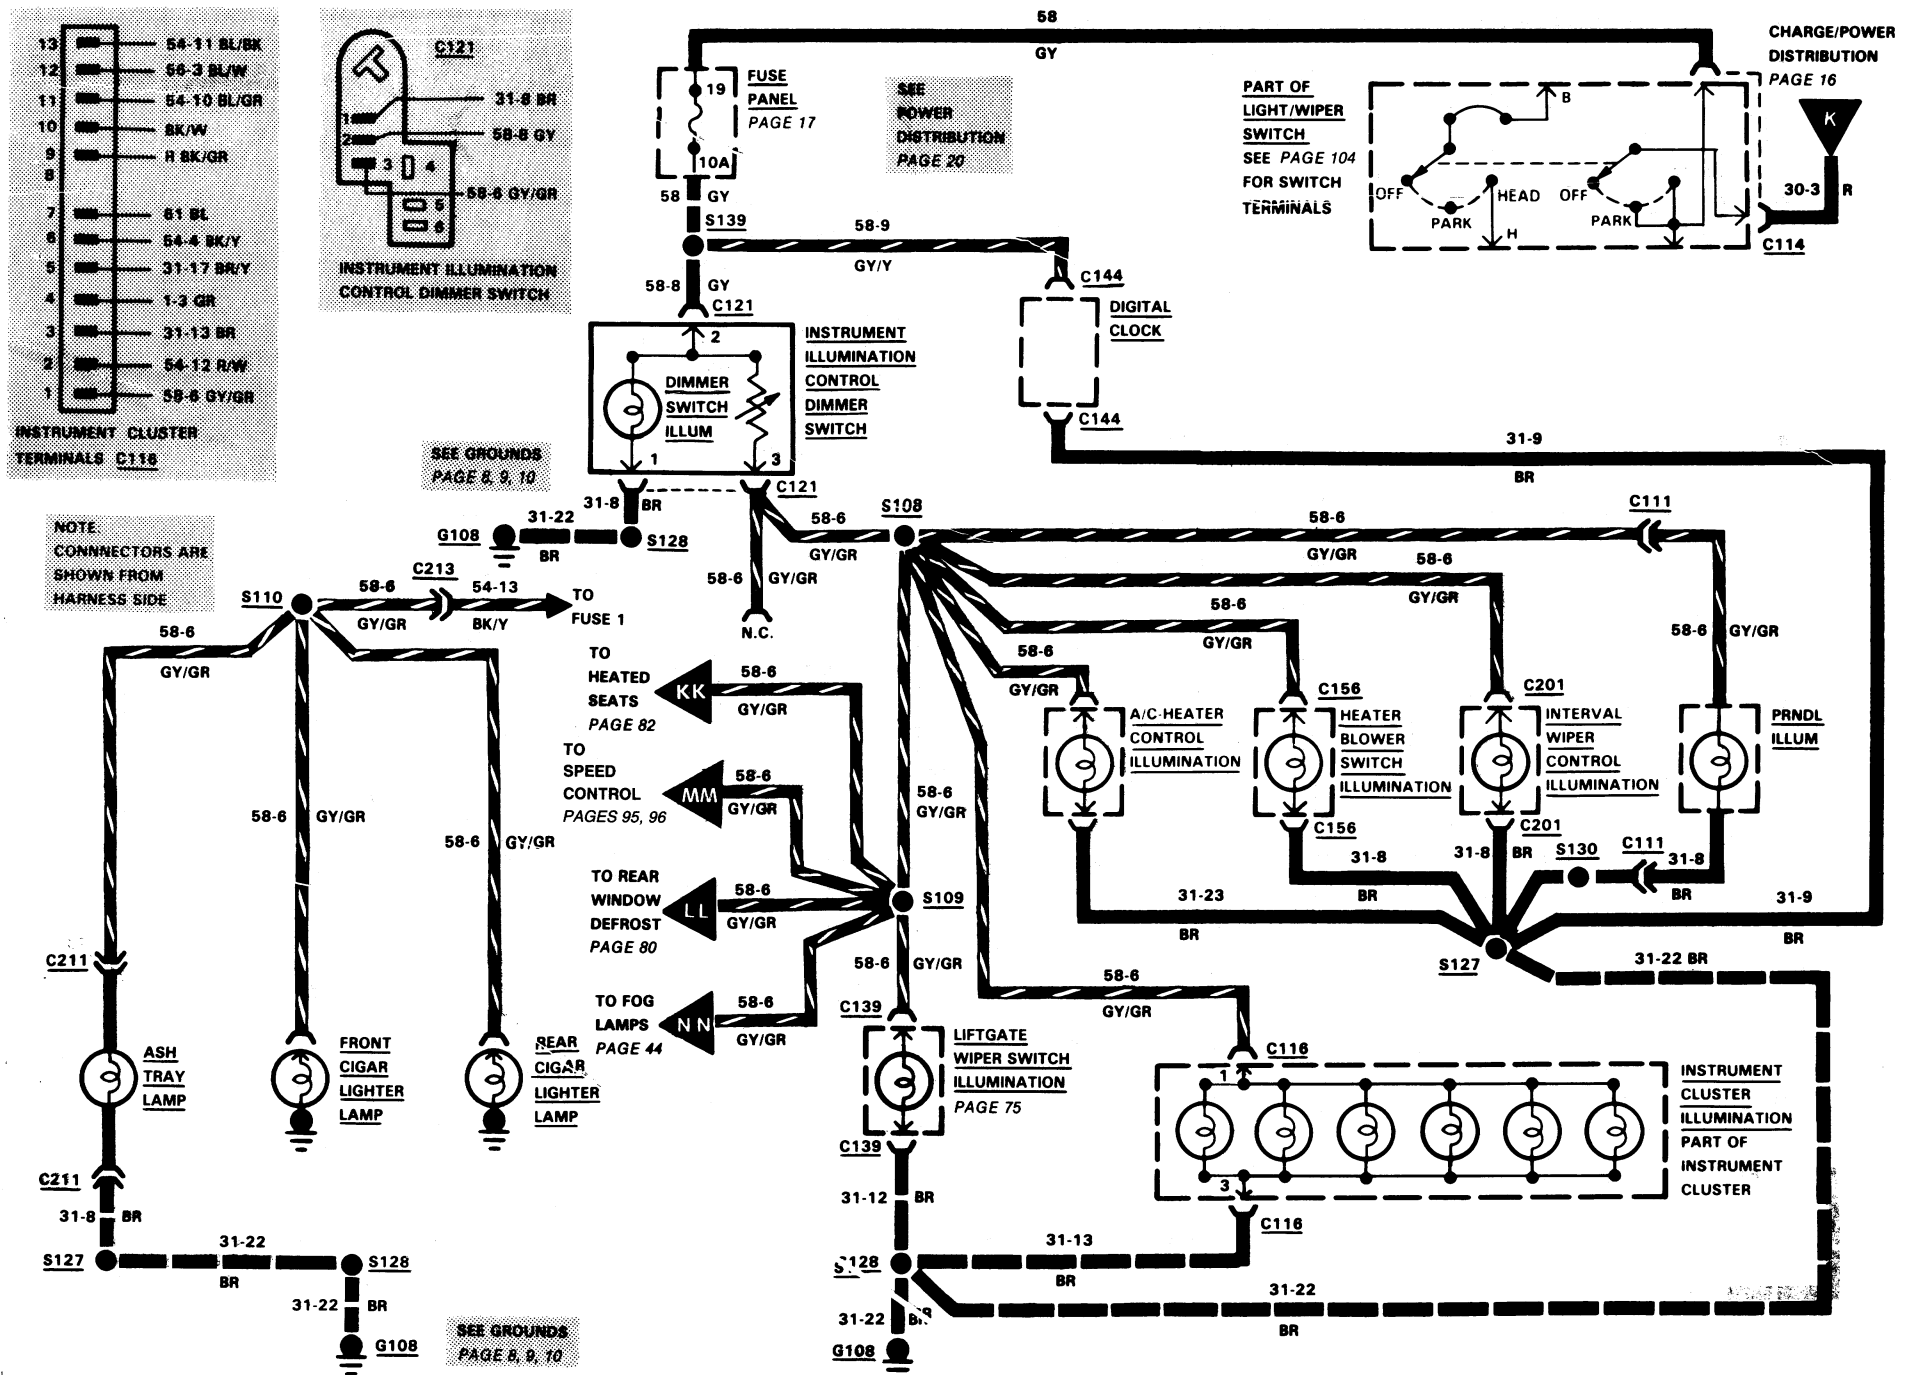 13 54-11 BL/BK
12 56-3 BL/W
11 54-10 BL/GR
10 BK/W
9 R BK/GR
8
7 61 BL
6 54-4 BK/Y
5 31-17 BR/Y
4 1-3 GR
3 31-13 BR
2 54-12 R/W
1 58-6 GY/GR
INSTRUMENT CLUSTER
TERMINALS C116
C121
1 31-8 BR
2 58-8 GY
3 4
58-6 GY/GR
5
6
INSTRUMENT ILLUMINATION
CONTROL DIMMER SWITCH
58
GY
19
10A
FUSE
PANEL
PAGE 17
SEE
POWER
DISTRIBUTION
PAGE 20
PART OF
LIGHT/WIPER
SWITCH
SEE PAGE 104
FOR SWITCH
TERMINALS
B
OFF
PARK
HEAD
H
OFF
PARK
CHARGE/POWER
DISTRIBUTION
PAGE 16
K
30-3 R
C114
58 GY
S139
58-9
GY/Y
58-8 GY
C121
C144
DIGITAL
CLOCK
C144
31-9
BR
2
DIMMER
SWITCH
ILLUM
1
3
INSTRUMENT
ILLUMINATION
CONTROL
DIMMER
SWITCH
SEE GROUNDS
PAGE 8, 9, 10
C121
31-8 BR
G108
31-22
BR
S128
58-6
GY/GR
S108
58-6 GY/GR
N.C.
58-6
GY/GR
C111
58-6
GY/GR
58-6
GY/GR
58-6
GY/GR
58-6 GY/GR
NOTE:
CONNNECTORS ARE
SHOWN FROM
HARNESS SIDE
S110
58-6
GY/GR
C213
54-13
BK/Y
TO
FUSE 1
58-6
GY/GR
58-6 GY/GR
58-6 GY/GR
TO
HEATED
SEATS
PAGE 82
KK
58-6
GY/GR
TO
SPEED
CONTROL
PAGES 95, 96
MM
58-6
GY/GR
TO REAR
WINDOW
DEFROST
PAGE 80
LL
58-6
GY/GR
TO FOG
LAMPS
PAGE 44
NN
58-6
GY/GR
58-6
GY/GR
S109
58-6 GY/GR
A/C-HEATER
CONTROL
ILLUMINATION
C156
HEATER
BLOWER
SWITCH
ILLUMINATION
C156
C201
INTERVAL
WIPER
CONTROL
ILLUMINATION
C201
PRNDL
ILLUM
31-23
BR
31-8
BR
31-8 BR
S130
C111
31-8
BR
31-9
BR
S127
31-22 BR
C211
ASH
TRAY
LAMP
C211
31-8 BR
S127
31-22
BR
S128
31-22 BR
G108
FRONT
CIGAR
LIGHTER
LAMP
REAR
CIGAR
LIGHTER
LAMP
SEE GROUNDS
PAGE 8, 9, 10
C139
LIFTGATE
WIPER SWITCH
ILLUMINATION
PAGE 75
C139
31-12 BR
S128
31-22 BR
G108
58-6
GY/GR
C116
1
3
C116
INSTRUMENT
CLUSTER
ILLUMINATION
PART OF
INSTRUMENT
CLUSTER
31-13
BR
31-22
BR